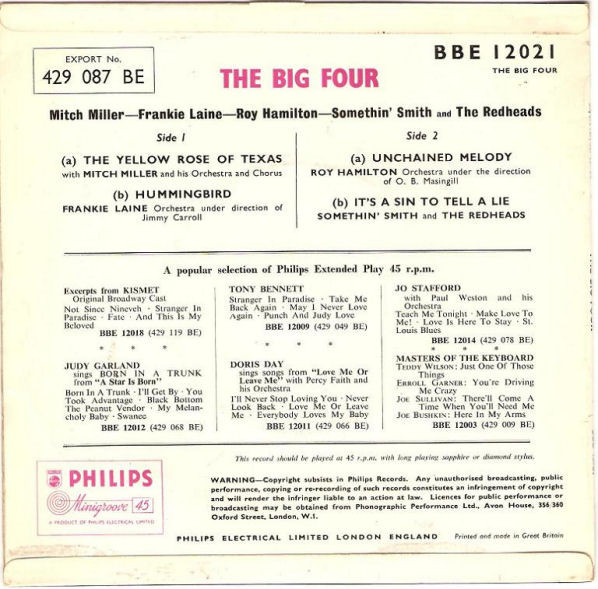 EXPORT No.
429 087 BE
BBE 12021
THE BIG FOUR
THE BIG FOUR
Mitch Miller—Frankie Laine—Roy Hamilton—Somethin' Smith and The Redheads
Side 1
(a) THE YELLOW ROSE OF TEXAS
with MITCH MILLER and his Orchestra and Chorus
(b) HUMMINGBIRD
FRANKIE LAINE Orchestra under direction of
Jimmy Carroll
Side 2
(a) UNCHAINED MELODY
ROY HAMILTON Orchestra under the direction
of O. B. Masingill
(b) IT'S A SIN TO TELL A LIE
SOMETHIN' SMITH and THE REDHEADS
A popular selection of Philips Extended Play 45 r.p.m.
Excerpts from KISMET
Original Broadway Cast
Not Since Nineveh · Stranger In
Paradise · Fate · And This Is My
Beloved
BBE 12018 (429 119 BE)
* * *
JUDY GARLAND
sings BORN IN A TRUNK
from "A Star Is Born"
Born In A Trunk · I'll Get By · You
Took Advantage · Black Bottom
The Peanut Vendor · My Melan-
choly Baby · Swanee
BBE 12012 (429 068 BE)
TONY BENNETT
Stranger In Paradise · Take Me
Back Again · May I Never Love
Again · Punch And Judy Love
BBE 12009 (429 049 BE)
* * *
DORIS DAY
sings songs from "Love Me Or
Leave Me" with Percy Faith and
his Orchestra
I'll Never Stop Loving You · Never
Look Back · Love Me Or Leave
Me · Everybody Loves My Baby
BBE 12011 (429 066 BE)
JO STAFFORD
with Paul Weston and his
Orchestra
Teach Me Tonight · Make Love To
Me! · Love Is Here To Stay · St.
Louis Blues
BBE 12014 (429 078 BE)
* * *
MASTERS OF THE KEYBOARD
TEDDY WILSON: Just One Of Those
Things
ERROLL GARNER: You're Driving
Me Crazy
JOE SULLIVAN: There'll Come A
Time When You'll Need Me
JOE BUSHKIN: Here In My Arms
BBE 12003 (429 009 BE)
This record should be played at 45 r.p.m. with long playing sapphire or diamond stylus.
PHILIPS
Minigroove 45
A PRODUCT OF PHILIPS ELECTRICAL LIMITED
WARNING—Copyright subsists in Philips Records. Any unauthorised broadcasting, public
performance, copying or re-recording of such records constitutes an infringement of copyright
and will render the infringer liable to an action at law. Licences for public performance or
broadcasting may be obtained from Phonographic Performance Ltd., Avon House, 356-360
Oxford Street, London, W.1.
PHILIPS ELECTRICAL LIMITED LONDON ENGLAND
Printed and made in Great Britain